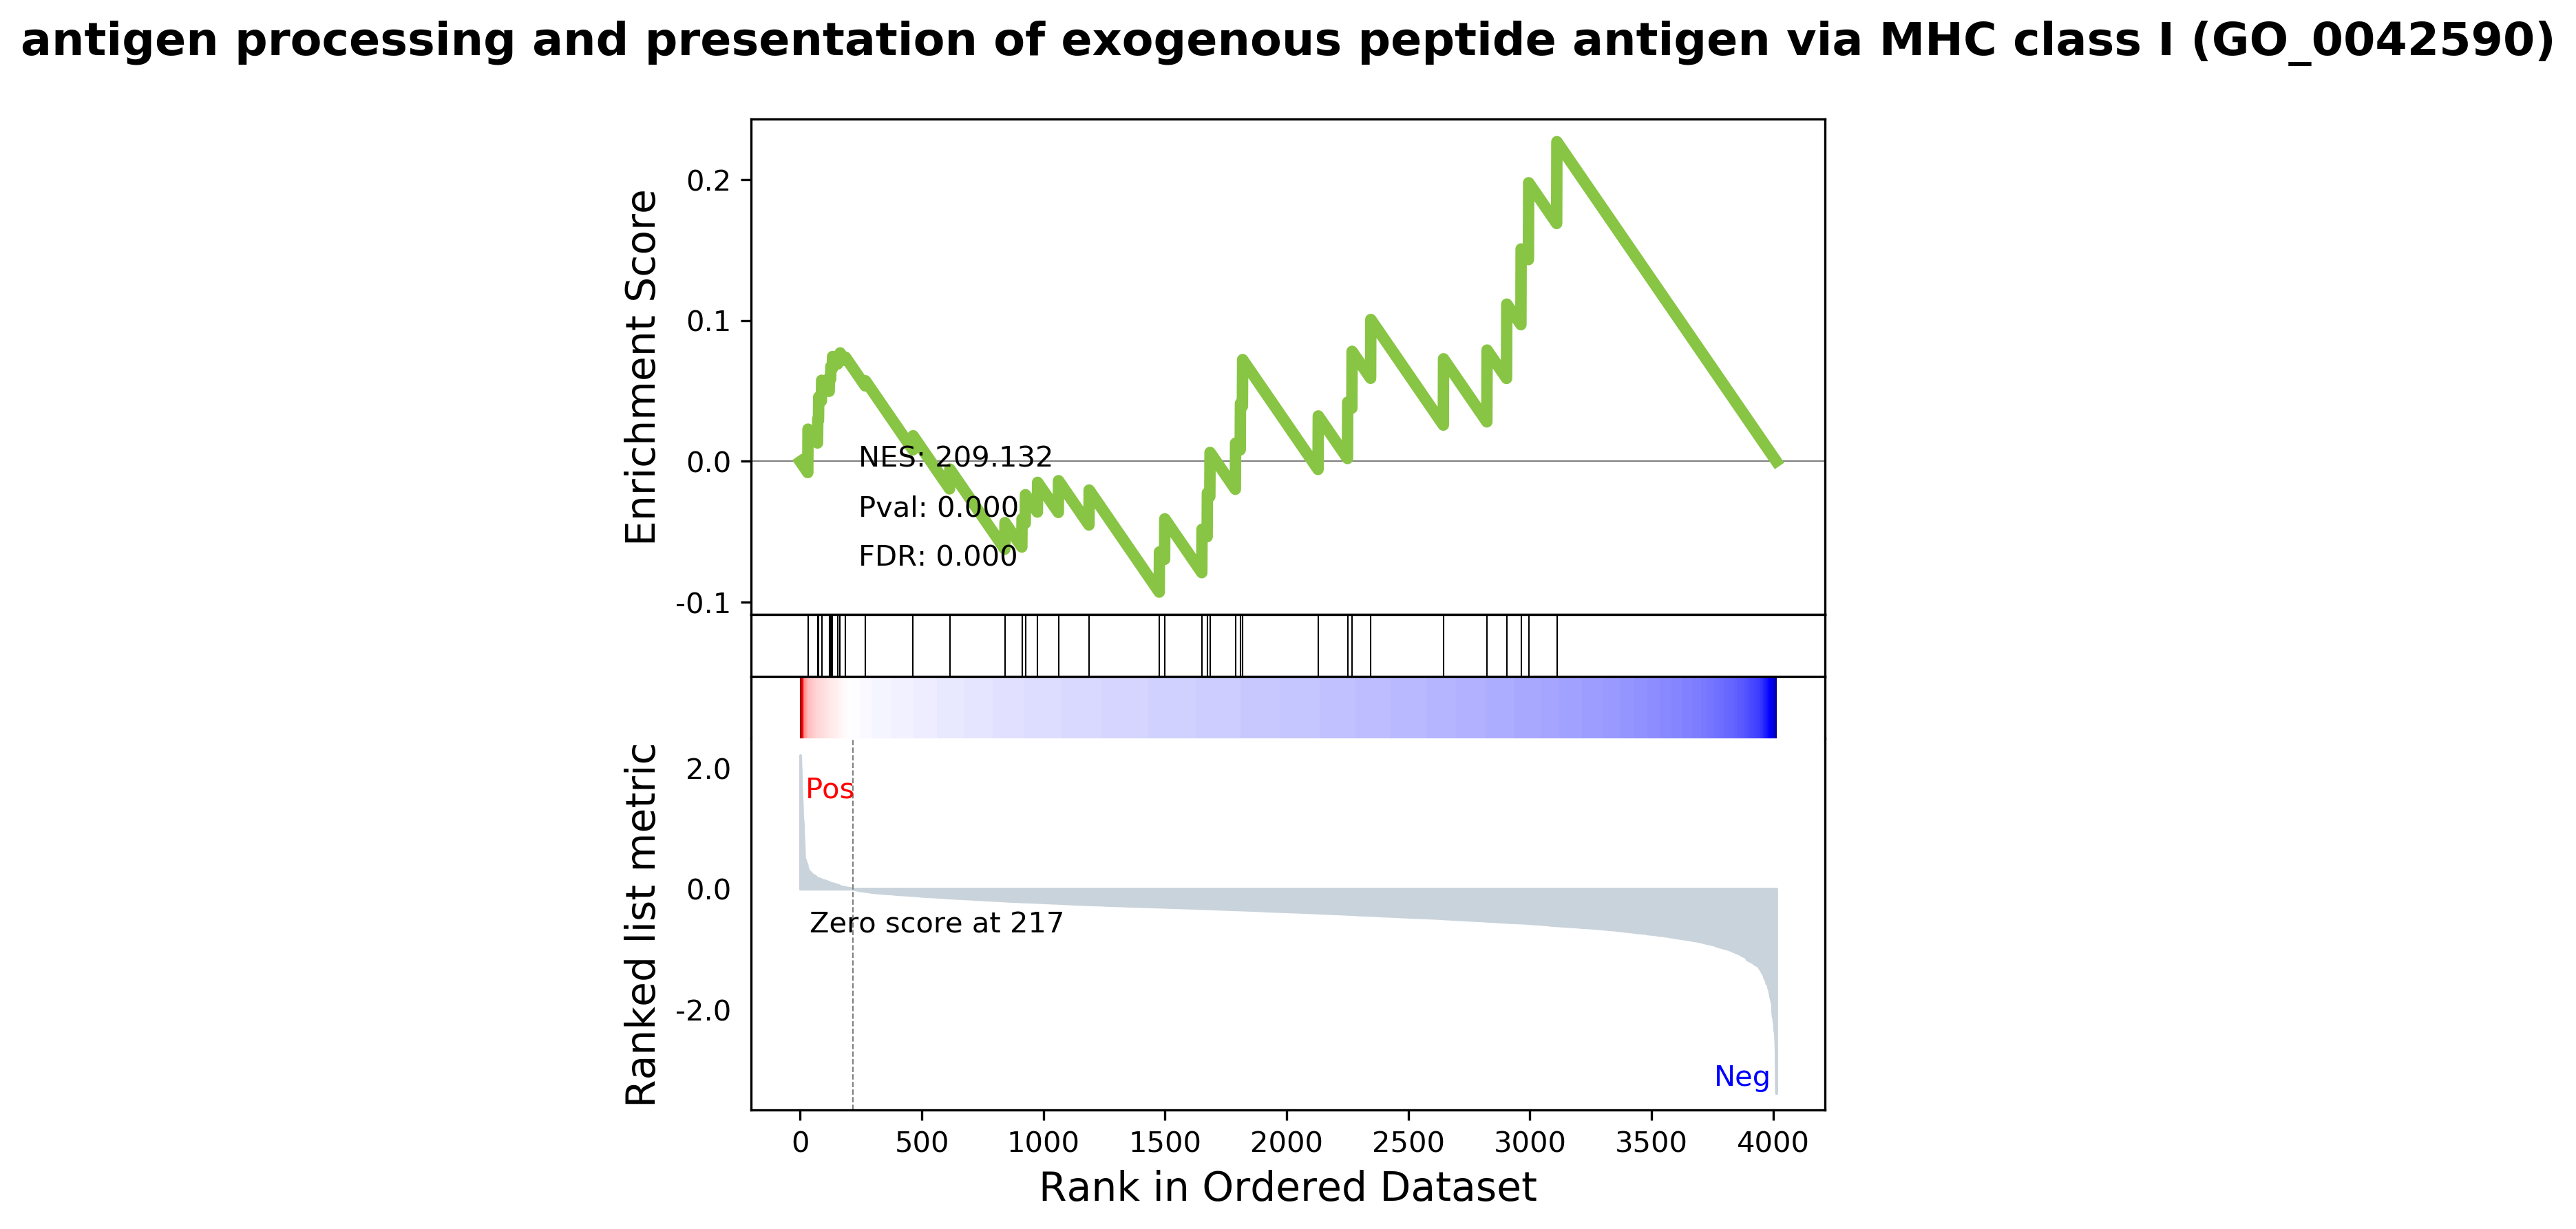 antigen processing and presentation of exogenous peptide antigen via MHC class I (GO_0042590)
Enrichment Score
0.2
0.1
0.0
-0.1
NES: 209.132
Pval: 0.000
FDR: 0.000
Ranked list metric
2.0
0.0
-2.0
Pos
Zero score at 217
Neg
0 500 1000 1500 2000 2500 3000 3500 4000
Rank in Ordered Dataset